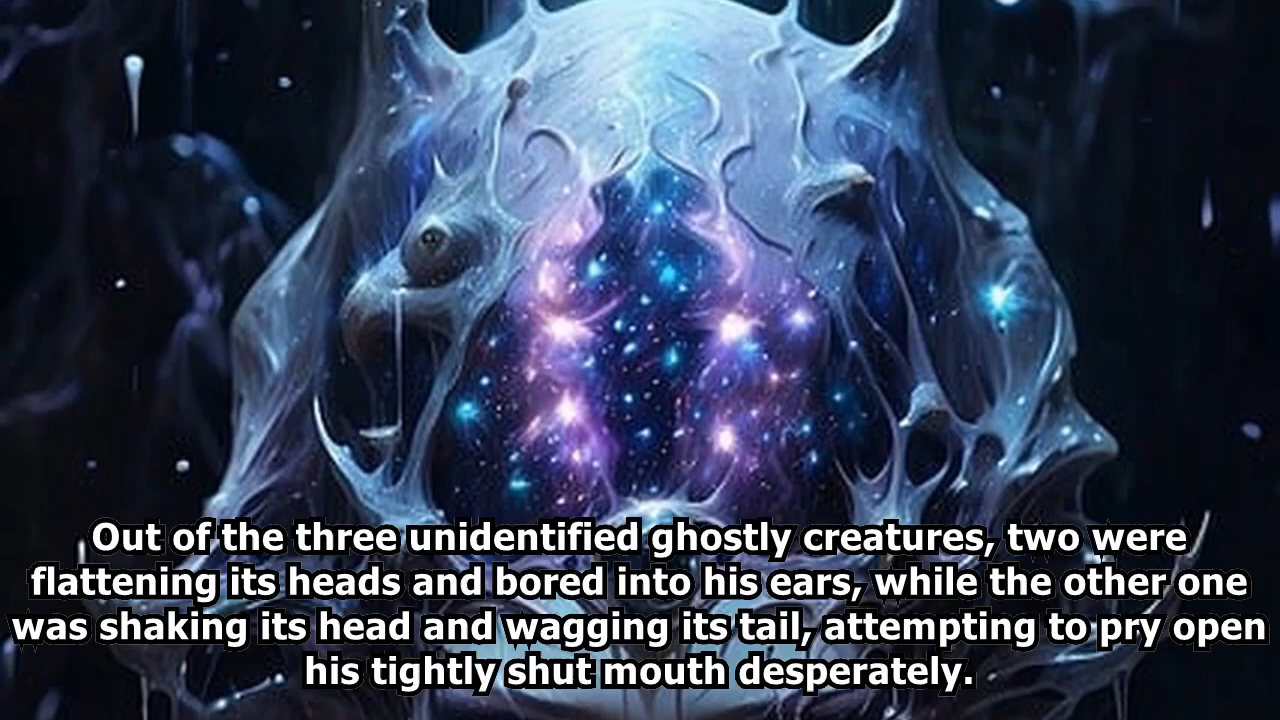 Out of the three unidentified ghostly creatures, two were
flattening its heads and bored into his ears, while the other one
was shaking its head and wagging its tail, attempting to pry open
his tightly shut mouth desperately.